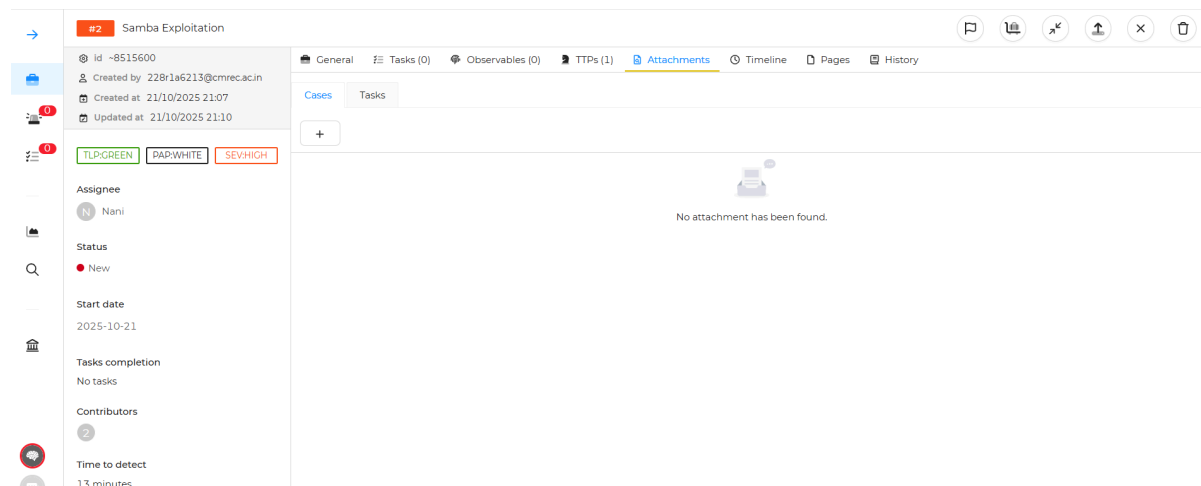 #2 Samba Exploitation
id ~8515600
Created by 228r1a6213@cmrec.ac.in
Created at 21/10/2025 21:07
Updated at 21/10/2025 21:10
General Tasks (0) Observables (0) TTPs (1) Attachments Timeline Pages History
Cases Tasks
0
+
0
TLP:GREEN PAP:WHITE SEV:HIGH
No attachment has been found.
Assignee
N Nani
Status
New
Start date
2025-10-21
Tasks completion
No tasks
Contributors
2
Time to detect
13 minutes